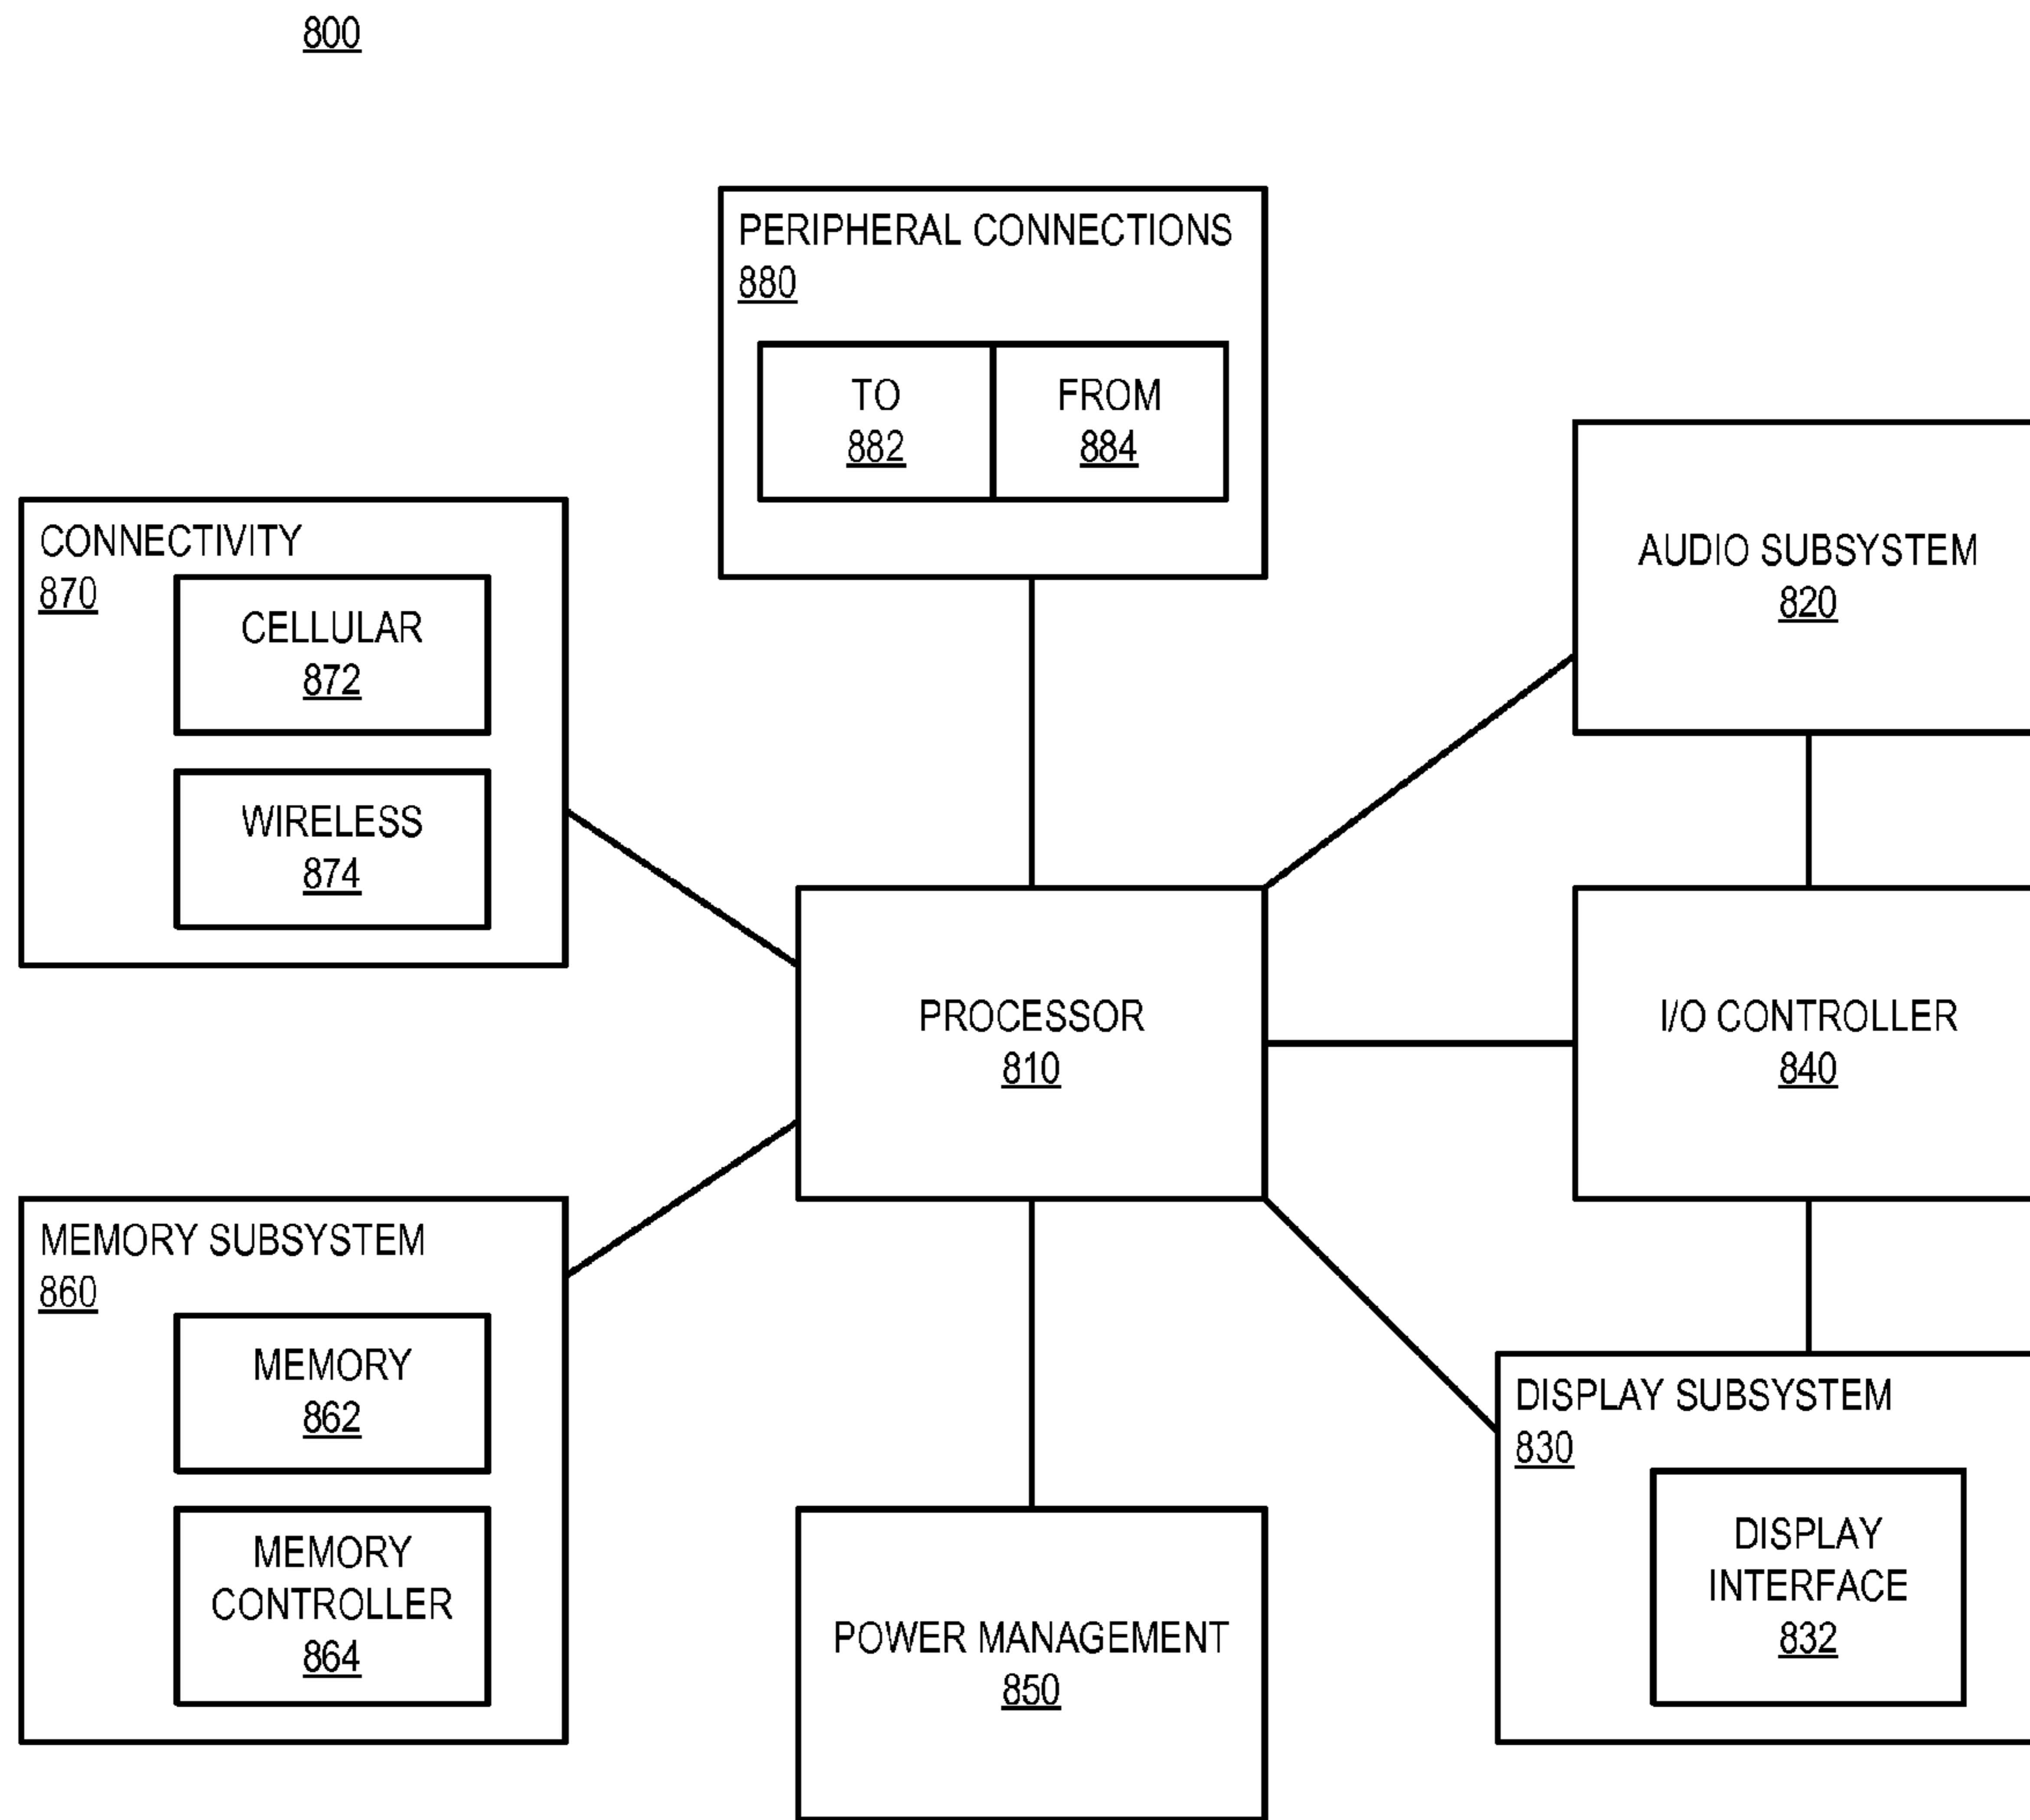 800
PERIPHERAL CONNECTIONS
880
TO
882
FROM
884
CONNECTIVITY
870
CELLULAR
872
WIRELESS
874
AUDIO SUBSYSTEM
820
PROCESSOR
810
I/O CONTROLLER
840
MEMORY SUBSYSTEM
860
MEMORY
862
MEMORY
CONTROLLER
864
POWER MANAGEMENT
850
DISPLAY SUBSYSTEM
830
DISPLAY
INTERFACE
832